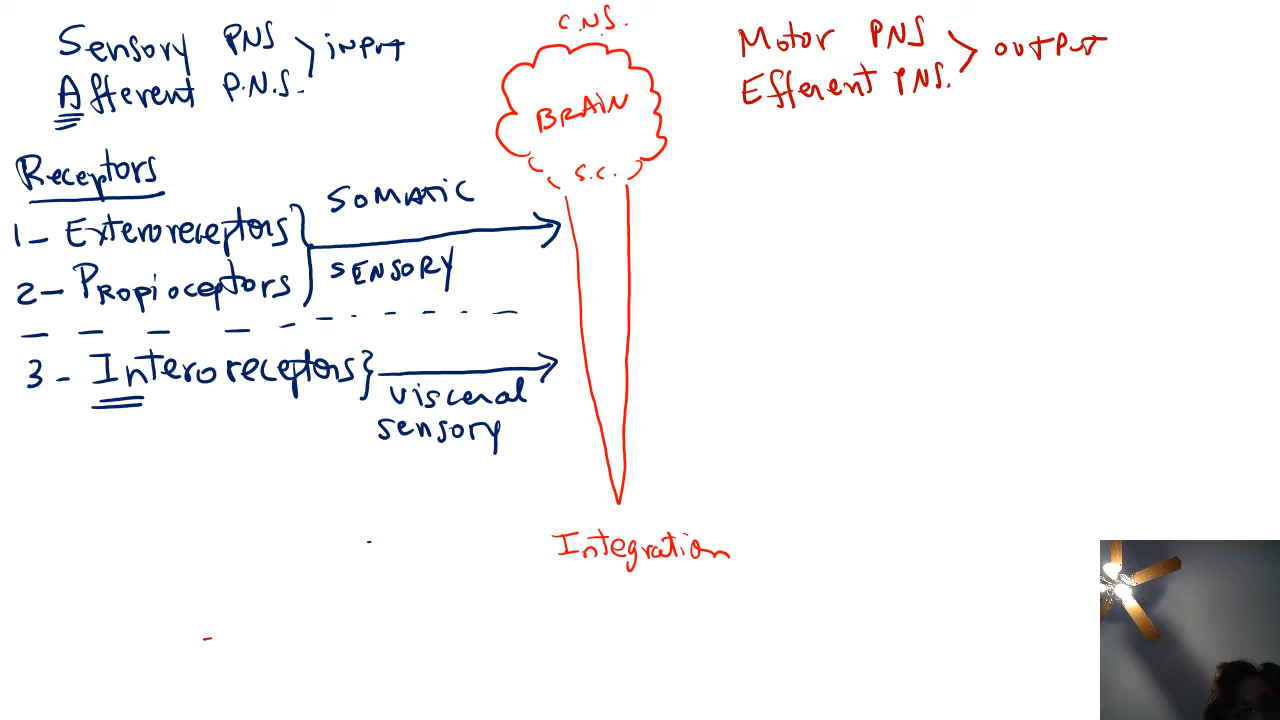 Sensory PNS
Afferent P.N.S.
input
C.N.S.
BRAIN
S.C.
Motor PNS
Efferent PNS.
output
Receptors
1- Exteroreceptors
2- Propioceptors
SOMATIC
SENSORY
3- Interoreceptors
visceral
sensory
Integration